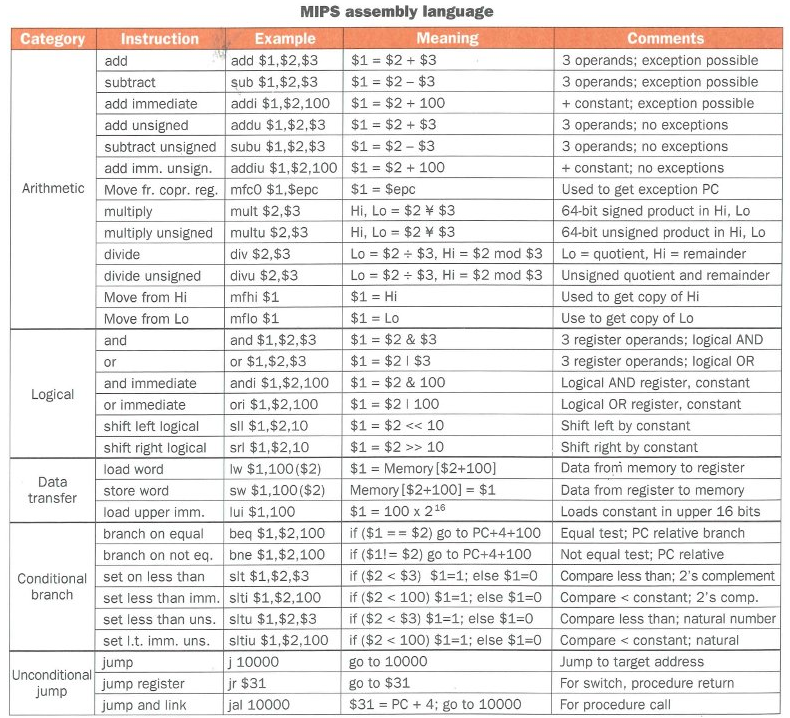 MIPS assembly language
Category Instruction Example Meaning Comments
Arithmetic
add add $1,$2,$3 $1 = $2 + $3 3 operands; exception possible
subtract sub $1,$2,$3 $1 = $2 – $3 3 operands; exception possible
add immediate addi $1,$2,100 $1 = $2 + 100 + constant; exception possible
add unsigned addu $1,$2,$3 $1 = $2 + $3 3 operands; no exceptions
subtract unsigned subu $1,$2,$3 $1 = $2 – $3 3 operands; no exceptions
add imm. unsign. addiu $1,$2,100 $1 = $2 + 100 + constant; no exceptions
Move fr. copr. reg. mfc0 $1,$epc $1 = $epc Used to get exception PC
multiply mult $2,$3 Hi, Lo = $2 ¥ $3 64-bit signed product in Hi, Lo
multiply unsigned multu $2,$3 Hi, Lo = $2 ¥ $3 64-bit unsigned product in Hi, Lo
divide div $2,$3 Lo = $2 ÷ $3, Hi = $2 mod $3 Lo = quotient, Hi = remainder
divide unsigned divu $2,$3 Lo = $2 ÷ $3, Hi = $2 mod $3 Unsigned quotient and remainder
Move from Hi mfhi $1 $1 = Hi Used to get copy of Hi
Move from Lo mflo $1 $1 = Lo Use to get copy of Lo
Logical
and and $1,$2,$3 $1 = $2 & $3 3 register operands; logical AND
or or $1,$2,$3 $1 = $2 | $3 3 register operands; logical OR
and immediate andi $1,$2,100 $1 = $2 & 100 Logical AND register, constant
or immediate ori $1,$2,100 $1 = $2 | 100 Logical OR register, constant
shift left logical sll $1,$2,10 $1 = $2 << 10 Shift left by constant
shift right logical srl $1,$2,10 $1 = $2 >> 10 Shift right by constant
Data
transfer
load word lw $1,100($2) $1 = Memory[$2+100] Data from memory to register
store word sw $1,100($2) Memory[$2+100] = $1 Data from register to memory
load upper imm. lui $1,100 $1 = 100 x 2¹⁶ Loads constant in upper 16 bits
Conditional
branch
branch on equal beq $1,$2,100 if ($1 == $2) go to PC+4+100 Equal test; PC relative branch
branch on not eq. bne $1,$2,100 if ($1!= $2) go to PC+4+100 Not equal test; PC relative
set on less than slt $1,$2,$3 if ($2 < $3) $1=1; else $1=0 Compare less than; 2's complement
set less than imm. slti $1,$2,100 if ($2 < 100) $1=1; else $1=0 Compare < constant; 2's comp.
set less than uns. sltu $1,$2,$3 if ($2 < $3) $1=1; else $1=0 Compare less than; natural number
set l.t. imm. uns. sltiu $1,$2,100 if ($2 < 100) $1=1; else $1=0 Compare < constant; natural
Unconditional
jump
jump j 10000 go to 10000 Jump to target address
jump register jr $31 go to $31 For switch, procedure return
jump and link jal 10000 $31 = PC + 4; go to 10000 For procedure call